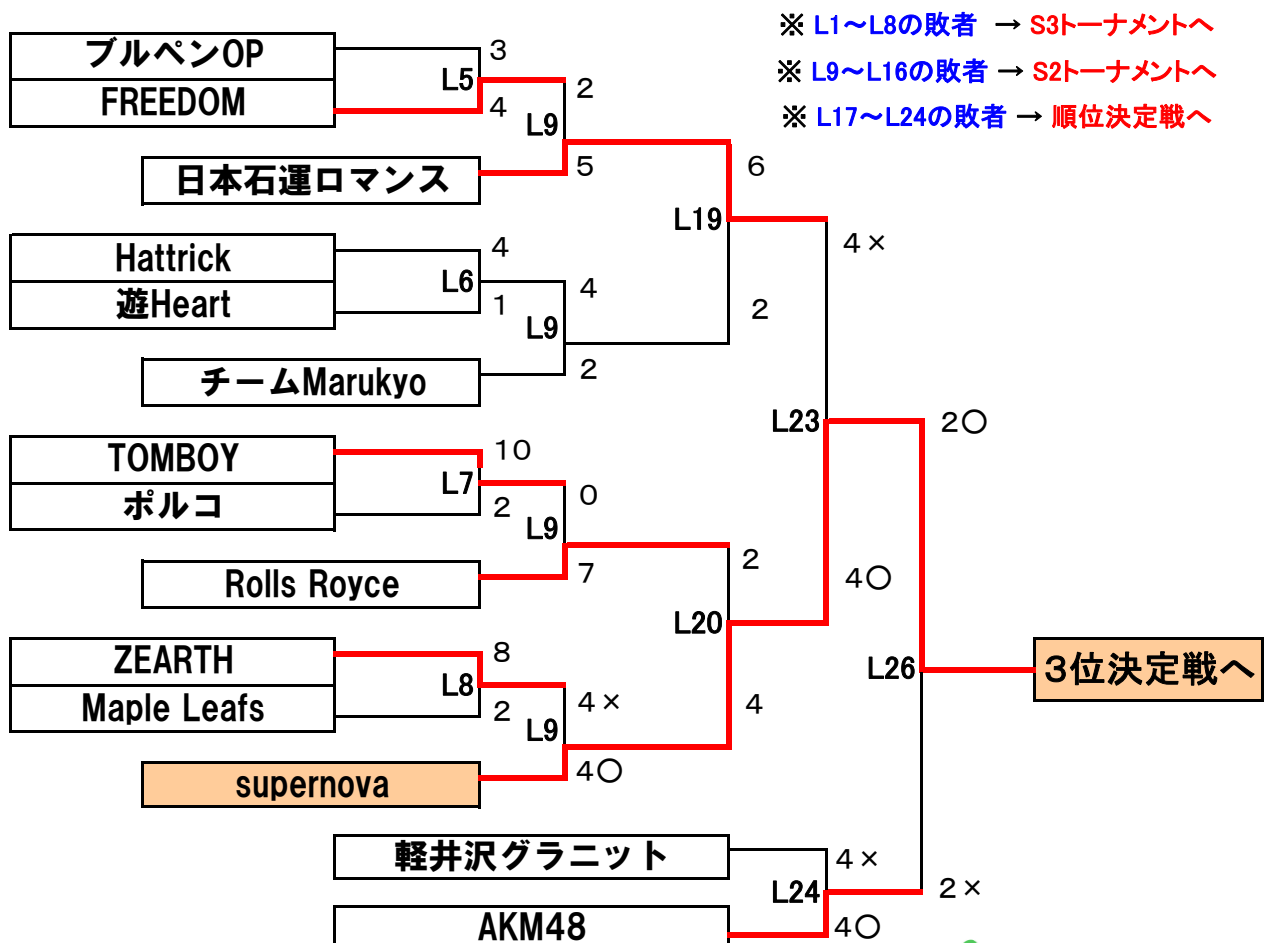 ※ L1～L8の敗者 → S3トーナメントへ
※ L9～L16の敗者 → S2トーナメントへ
※ L17～L24の敗者 → 順位決定戦へ
ブルペンOP
3
L5
2
FREEDOM
4
L9
日本石運ロマンス
5
6
L19
4×
Hattrick
4
L6
4
遊Heart
1
L9
2
チームMarukyo
2
L23
2〇
TOMBOY
10
L7
0
ポルコ
2
L9
Rolls Royce
7
2
4〇
L20
ZEARTH
8
L8
4×
Maple Leafs
2
L9
4
supernova
4〇
L26
３位決定戦へ
軽井沢グラニット
4×
L24
2×
AKM48
4〇